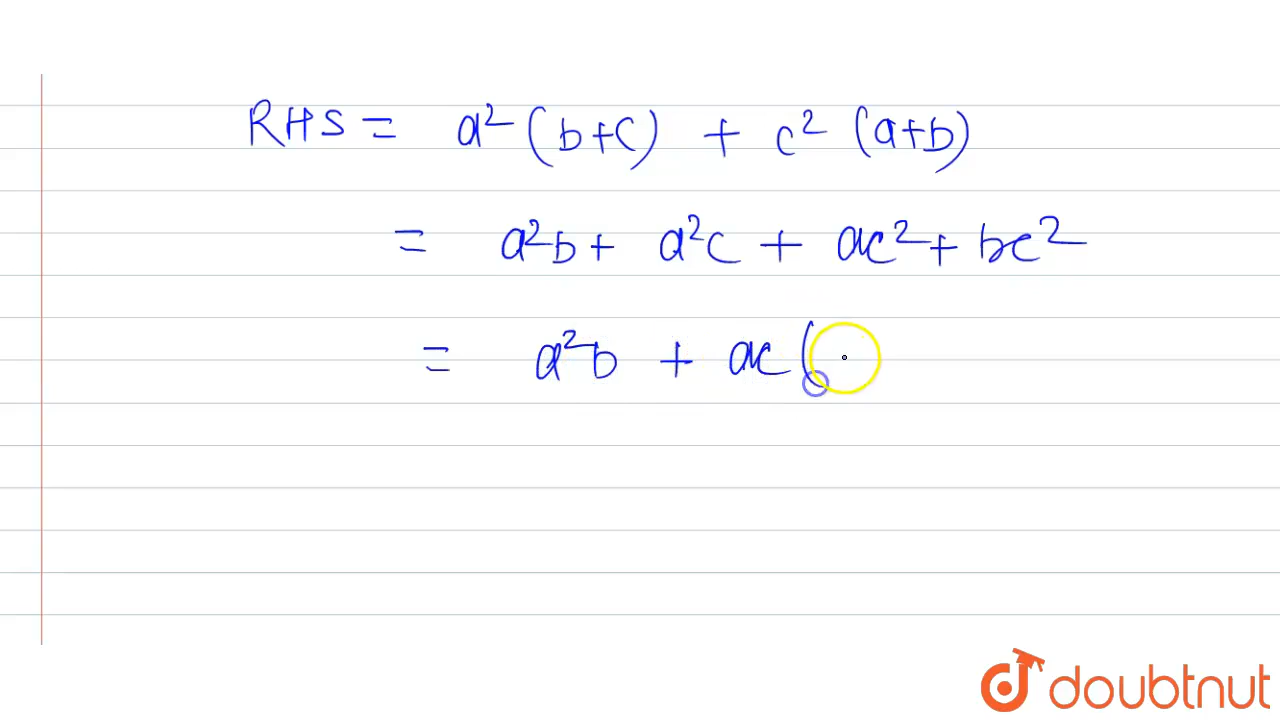 RHS = a² (b+c) + c² (a+b)
= a²b + a²c + ac² + bc²
= a²b + ac (
doubtnut